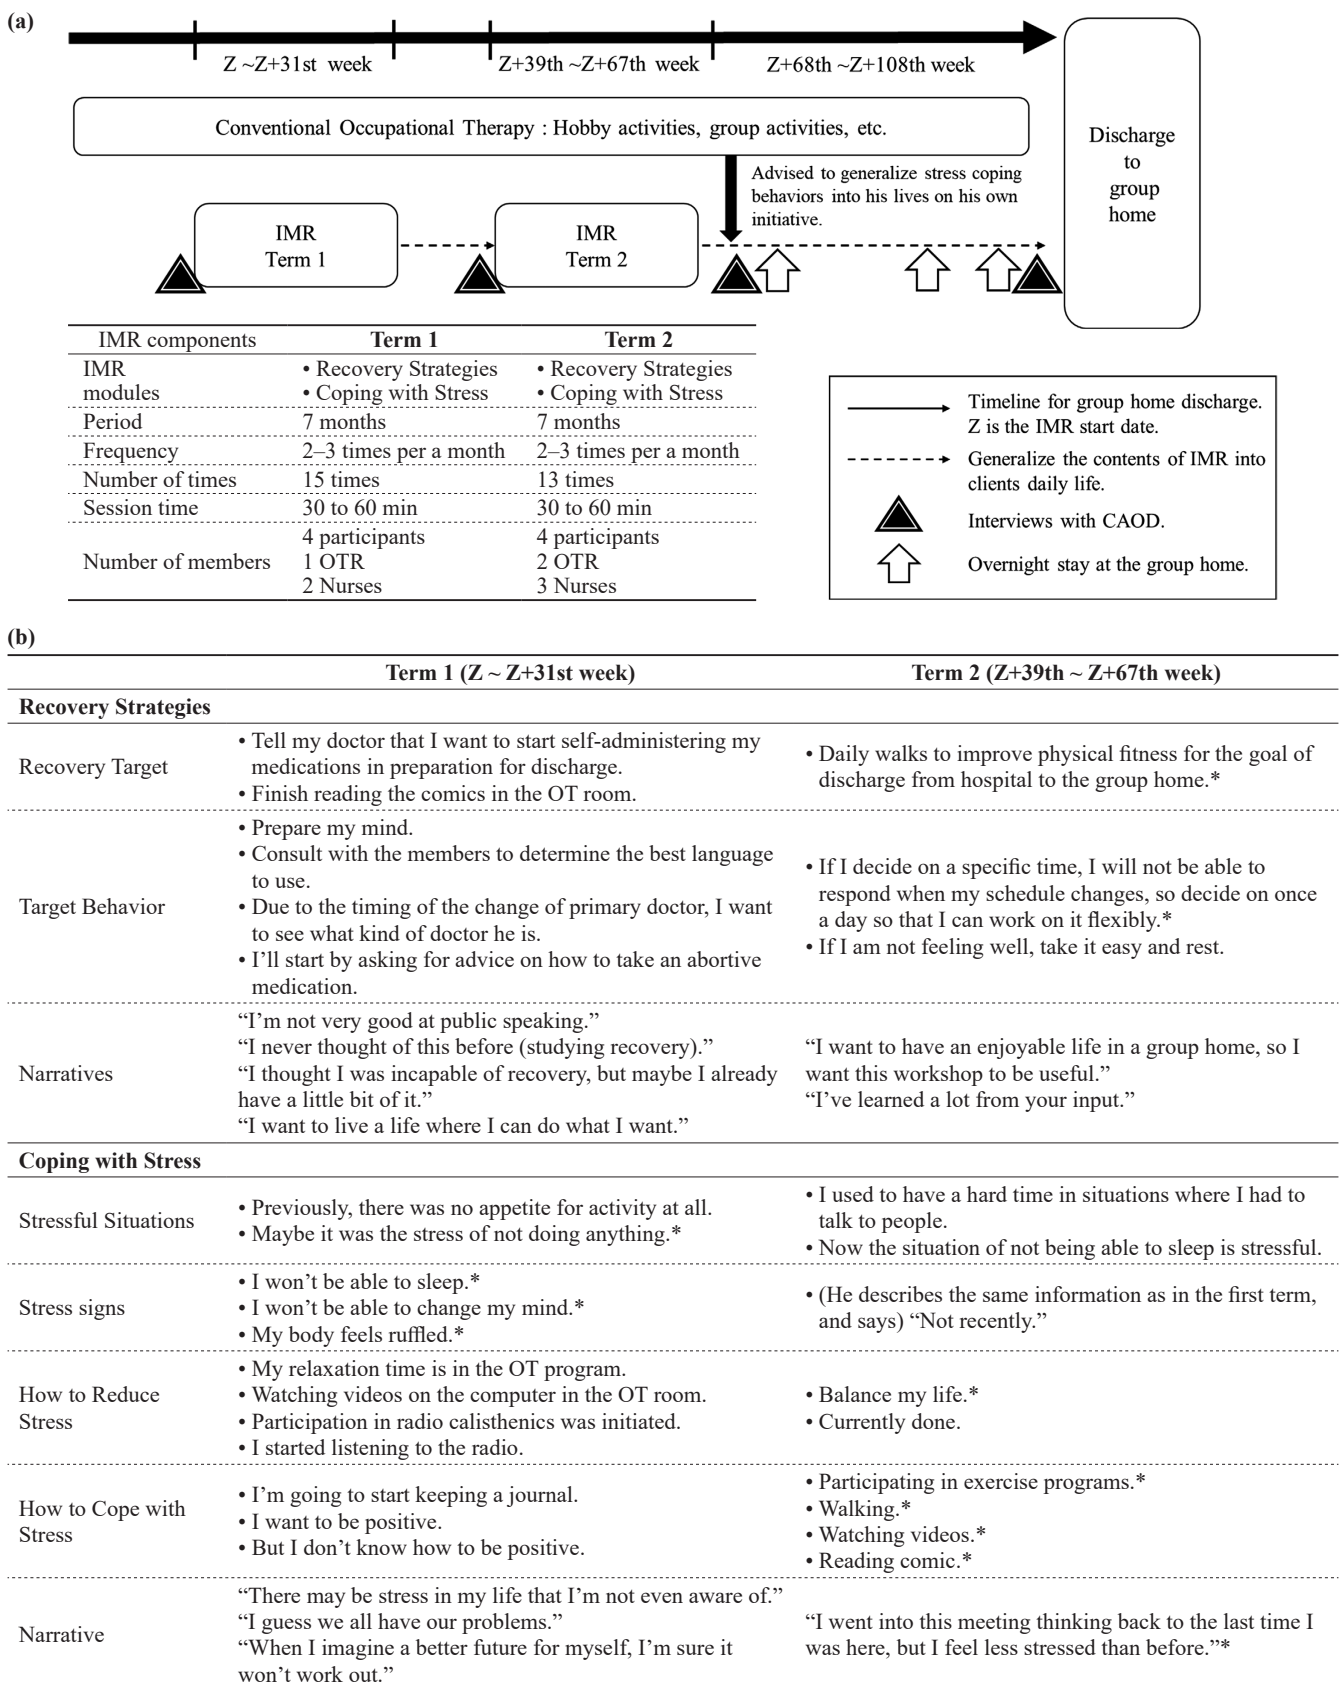 (a)
Z ~Z+31st week
Z+39th ~Z+67th week
Z+68th ~Z+108th week
Conventional Occupational Therapy : Hobby activities, group activities, etc.
Discharge
to
group
home
Advised to generalize stress coping
behaviors into his lives on his own
initiative.
IMR
Term 1
IMR
Term 2
IMR components Term 1 Term 2
IMR
modules
• Recovery Strategies
• Coping with Stress
• Recovery Strategies
• Coping with Stress
Period 7 months 7 months
Frequency 2–3 times per a month 2–3 times per a month
Number of times 15 times 13 times
Session time 30 to 60 min 30 to 60 min
Number of members
4 participants
1 OTR
2 Nurses
4 participants
2 OTR
3 Nurses
Timeline for group home discharge.
Z is the IMR start date.
Generalize the contents of IMR into
clients daily life.
Interviews with CAOD.
Overnight stay at the group home.
(b)
Term 1 (Z ~ Z+31st week) Term 2 (Z+39th ~ Z+67th week)
Recovery Strategies
Recovery Target
• Tell my doctor that I want to start self-administering my
medications in preparation for discharge.
• Finish reading the comics in the OT room.
• Daily walks to improve physical fitness for the goal of
discharge from hospital to the group home.*
Target Behavior
• Prepare my mind.
• Consult with the members to determine the best language
to use.
• Due to the timing of the change of primary doctor, I want
to see what kind of doctor he is.
• I’ll start by asking for advice on how to take an abortive
medication.
• If I decide on a specific time, I will not be able to
respond when my schedule changes, so decide on once
a day so that I can work on it flexibly.*
• If I am not feeling well, take it easy and rest.
Narratives
“I’m not very good at public speaking.”
“I never thought of this before (studying recovery).”
“I thought I was incapable of recovery, but maybe I already
have a little bit of it.”
“I want to live a life where I can do what I want.”
“I want to have an enjoyable life in a group home, so I
want this workshop to be useful.”
“I’ve learned a lot from your input.”
Coping with Stress
Stressful Situations
• Previously, there was no appetite for activity at all.
• Maybe it was the stress of not doing anything.*
• I used to have a hard time in situations where I had to
talk to people.
• Now the situation of not being able to sleep is stressful.
Stress signs
• I won’t be able to sleep.*
• I won’t be able to change my mind.*
• My body feels ruffled.*
• (He describes the same information as in the first term,
and says) “Not recently.”
How to Reduce
Stress
• My relaxation time is in the OT program.
• Watching videos on the computer in the OT room.
• Participation in radio calisthenics was initiated.
• I started listening to the radio.
• Balance my life.*
• Currently done.
How to Cope with
Stress
• I’m going to start keeping a journal.
• I want to be positive.
• But I don’t know how to be positive.
• Participating in exercise programs.*
• Walking.*
• Watching videos.*
• Reading comic.*
Narrative
“There may be stress in my life that I’m not even aware of.”
“I guess we all have our problems.”
“When I imagine a better future for myself, I’m sure it
won’t work out.”
“I went into this meeting thinking back to the last time I
was here, but I feel less stressed than before.”*